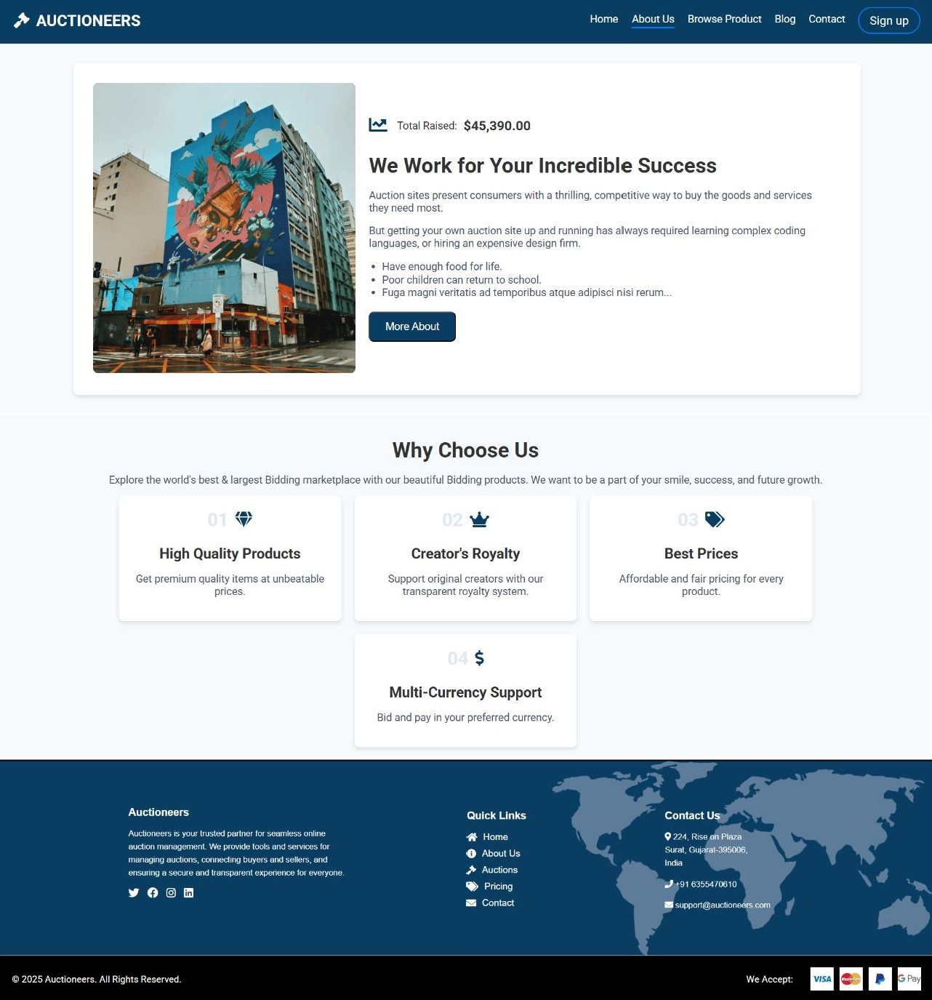 AUCTIONEERS
Home
About Us
Browse Product
Blog
Contact
Sign up
Total Raised: $45,390.00
We Work for Your Incredible Success
Auction sites present consumers with a thrilling, competitive way to buy the goods and services
they need most.
But getting your own auction site up and running has always required learning complex coding
languages, or hiring an expensive design firm.
• Have enough food for life.
• Poor children can return to school.
• Fuga magni veritatis ad temporibus atque adipisci nisi rerum...
More About
Why Choose Us
Explore the world's best & largest Bidding marketplace with our beautiful Bidding products. We want to be a part of your smile, success, and future growth.
01
High Quality Products
Get premium quality items at unbeatable
prices.
02
Creator's Royalty
Support original creators with our
transparent royalty system.
03
Best Prices
Affordable and fair pricing for every
product.
04
Multi-Currency Support
Bid and pay in your preferred currency.
Auctioneers
Auctioneers is your trusted partner for seamless online
auction management. We provide tools and services for
managing auctions, connecting buyers and sellers, and
ensuring a secure and transparent experience for everyone.
Quick Links
Home
About Us
Auctions
Pricing
Contact
Contact Us
224, Rise on Plaza
Surat, Gujarat-395006,
India
+91 6355470610
support@auctioneers.com
© 2025 Auctioneers. All Rights Reserved.
We Accept:
VISA
MasterCard
G Pay